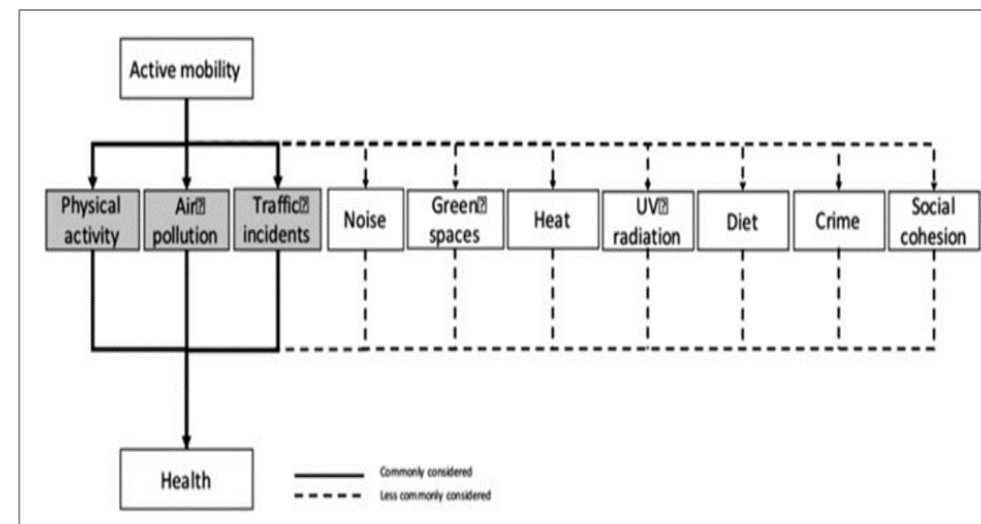 Active mobility
Physical
activity
Air
pollution
Traffic
incidents
Noise
Green
spaces
Heat
UV
radiation
Diet
Crime
Social
cohesion
Health
Commonly considered
Less commonly considered